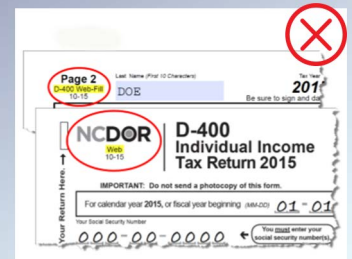 Page 2
D-400 Web-Fill
10-15
Last Name (First 10 Characters)
DOE
Tax Year
201
Be sure to sign and da
NCDOR
Web
10-15
D-400
Individual Income
Tax Return 2015
IMPORTANT: Do not send a photocopy of this form.
For calendar year 2015, or fiscal year beginning (MM-DD) 01-01
Your Social Security Number
000-00-0000
You must enter your
social security number(s)
Your Return Here.